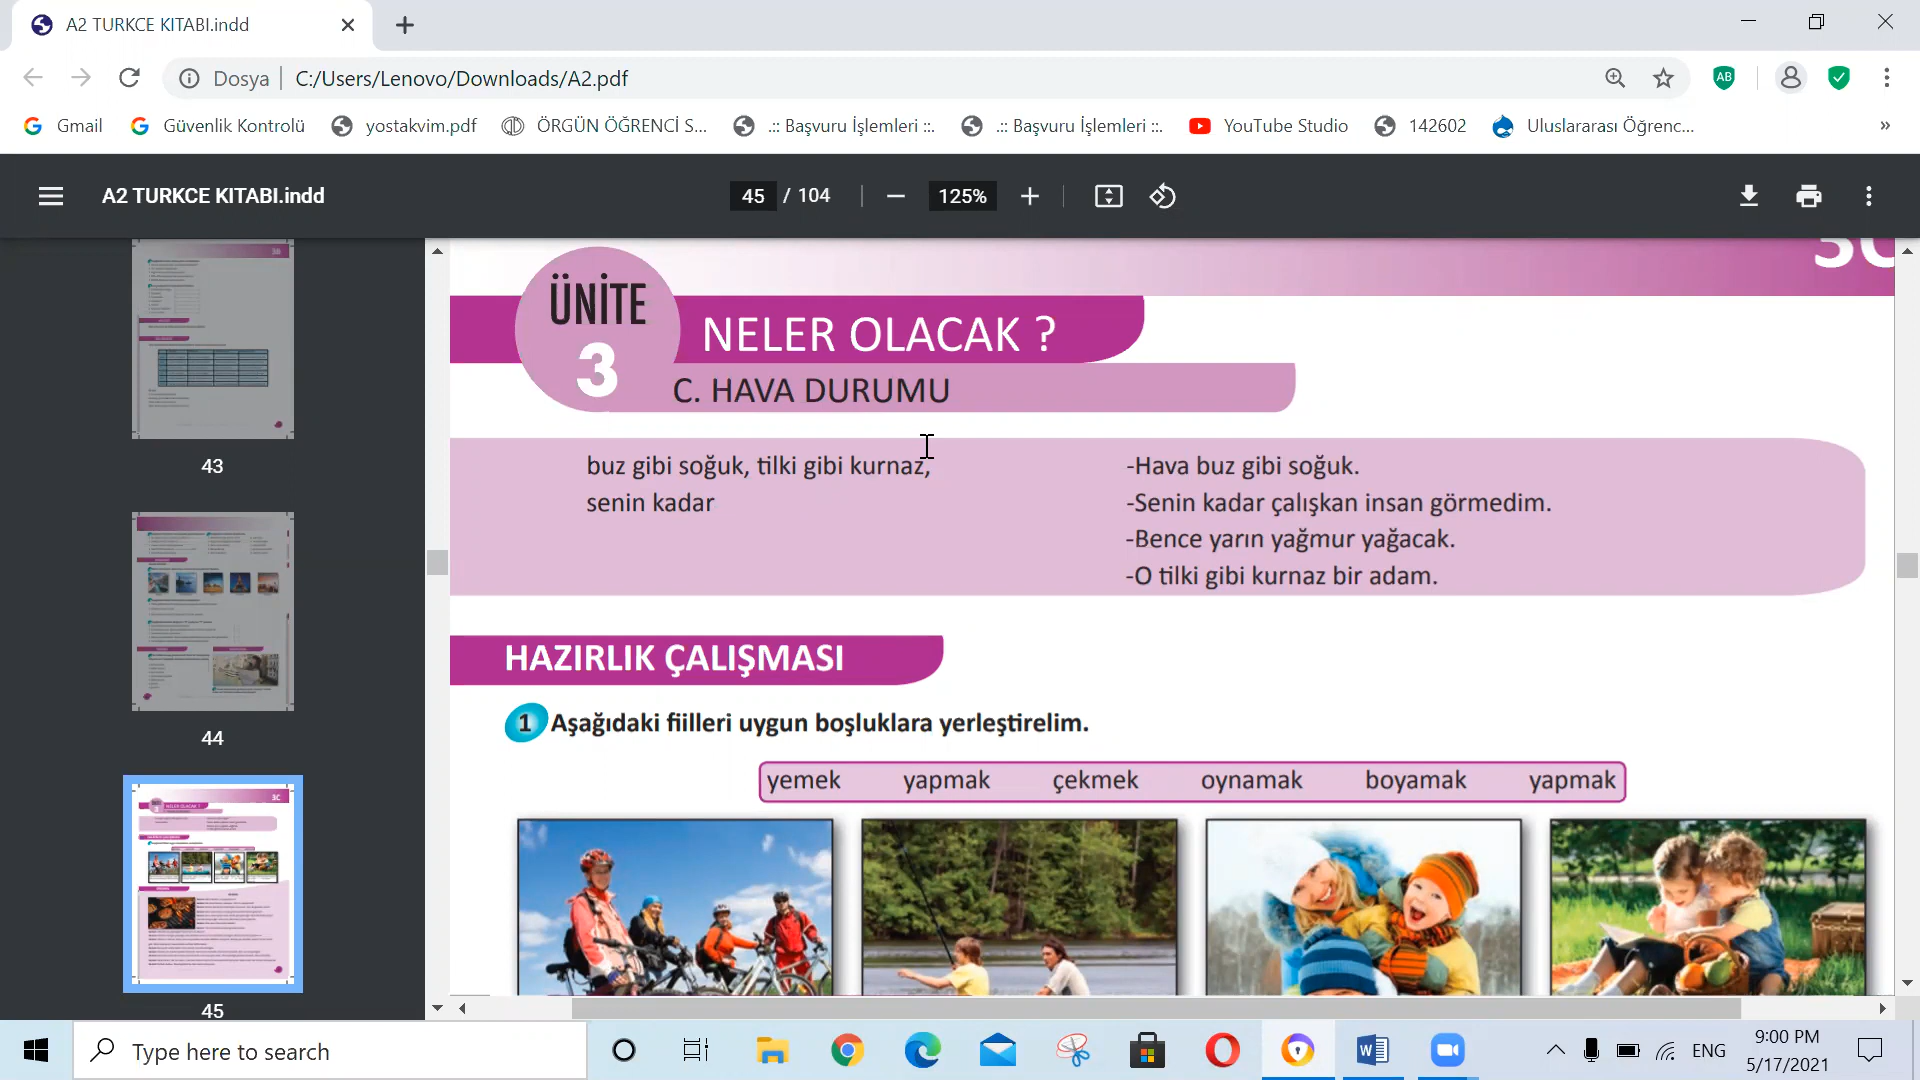 A2 TURKCE KITABI.indd
Dosya C:/Users/Lenovo/Downloads/A2.pdf
AB
Gmail Güvenlik Kontrolü yostakvim.pdf ÖRGÜN ÖĞRENCİ S... .:: Başvuru İşlemleri ::. .:: Başvuru İşlemleri ::. YouTube Studio 142602 Uluslararası Öğrenc... »
A2 TURKCE KITABI.indd 45 / 104 125%
3B
43
44
3C
45
3C
ÜNİTE
3
NELER OLACAK ?
C. HAVA DURUMU
buz gibi soğuk, tilki gibi kurnaz,
senin kadar
-Hava buz gibi soğuk.
-Senin kadar çalışkan insan görmedim.
-Bence yarın yağmur yağacak.
-O tilki gibi kurnaz bir adam.
HAZIRLIK ÇALIŞMASI
1 Aşağıdaki fiilleri uygun boşluklara yerleştirelim.
yemek yapmak çekmek oynamak boyamak yapmak
Type here to search
ENG
9:00 PM
5/17/2021